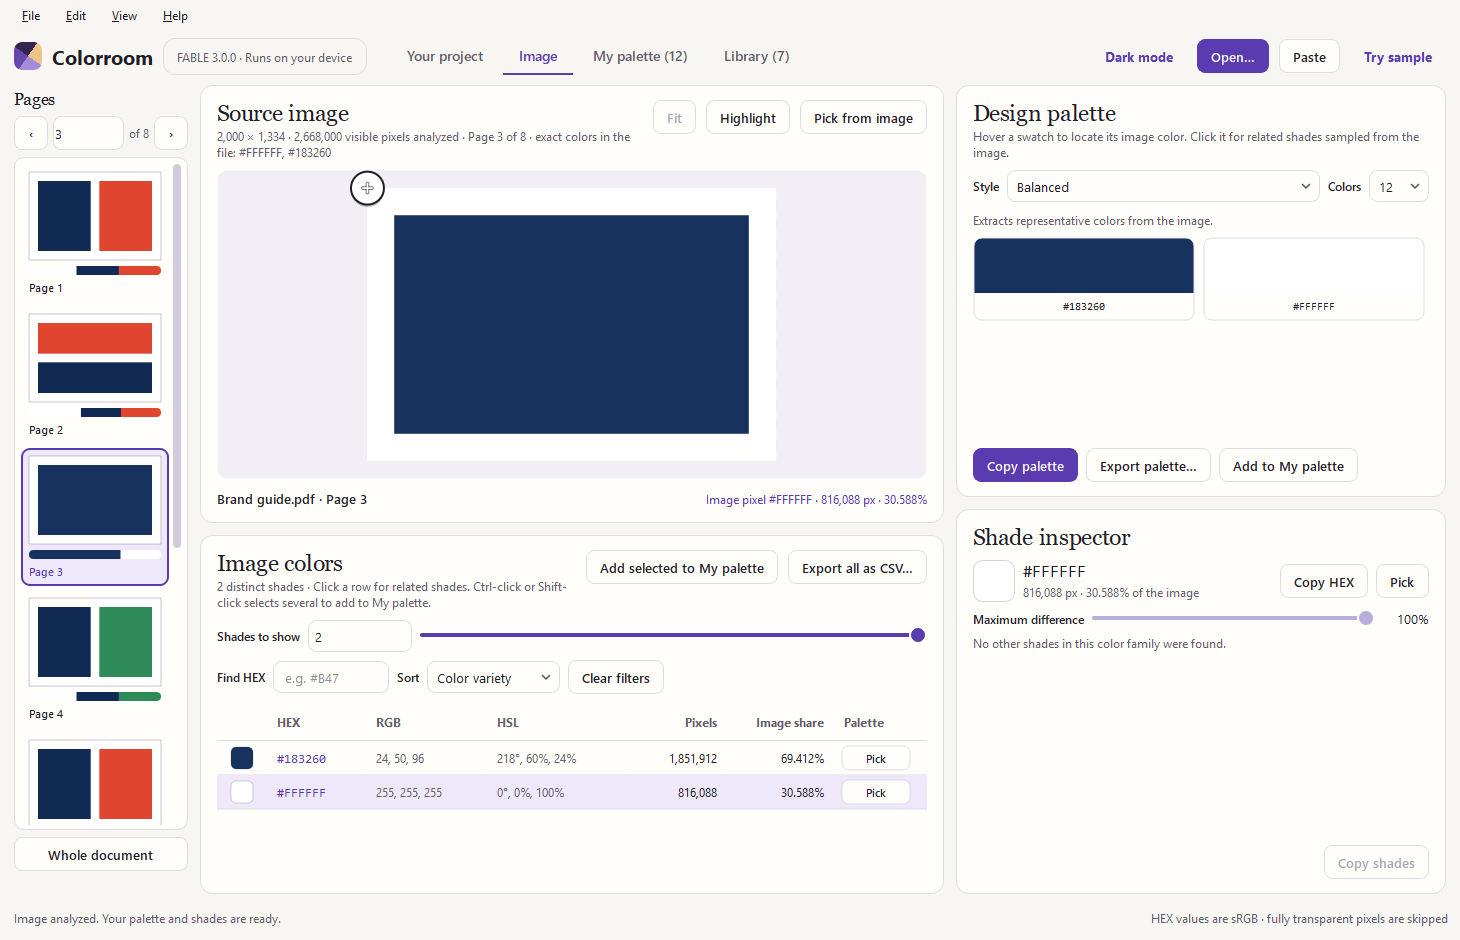 File Edit View Help
Colorroom
FABLE 3.0.0 · Runs on your device
Your project
Image
My palette (12)
Library (7)
Dark mode
Open...
Paste
Try sample
Pages
‹
3
of 8
›
Page 1
Page 2
Page 3
Page 4
Whole document
Source image
2,000 × 1,334 · 2,668,000 visible pixels analyzed · Page 3 of 8 · exact colors in the
file: #FFFFFF, #183260
Fit
Highlight
Pick from image
Brand guide.pdf · Page 3
Image pixel #FFFFFF · 816,088 px · 30.588%
Image colors
2 distinct shades · Click a row for related shades. Ctrl-click or Shift-
click selects several to add to My palette.
Add selected to My palette
Export all as CSV...
Shades to show 2
Find HEX e.g. #B47 Sort Color variety Clear filters
HEX RGB HSL Pixels Image share Palette
#183260 24, 50, 96 218°, 60%, 24% 1,851,912 69.412% Pick
#FFFFFF 255, 255, 255 0°, 0%, 100% 816,088 30.588% Pick
Design palette
Hover a swatch to locate its image color. Click it for related shades sampled from the
image.
Style Balanced Colors 12
Extracts representative colors from the image.
#183260 #FFFFFF
Copy palette
Export palette...
Add to My palette
Shade inspector
#FFFFFF
816,088 px · 30.588% of the image
Copy HEX
Pick
Maximum difference 100%
No other shades in this color family were found.
Copy shades
Image analyzed. Your palette and shades are ready.
HEX values are sRGB · fully transparent pixels are skipped